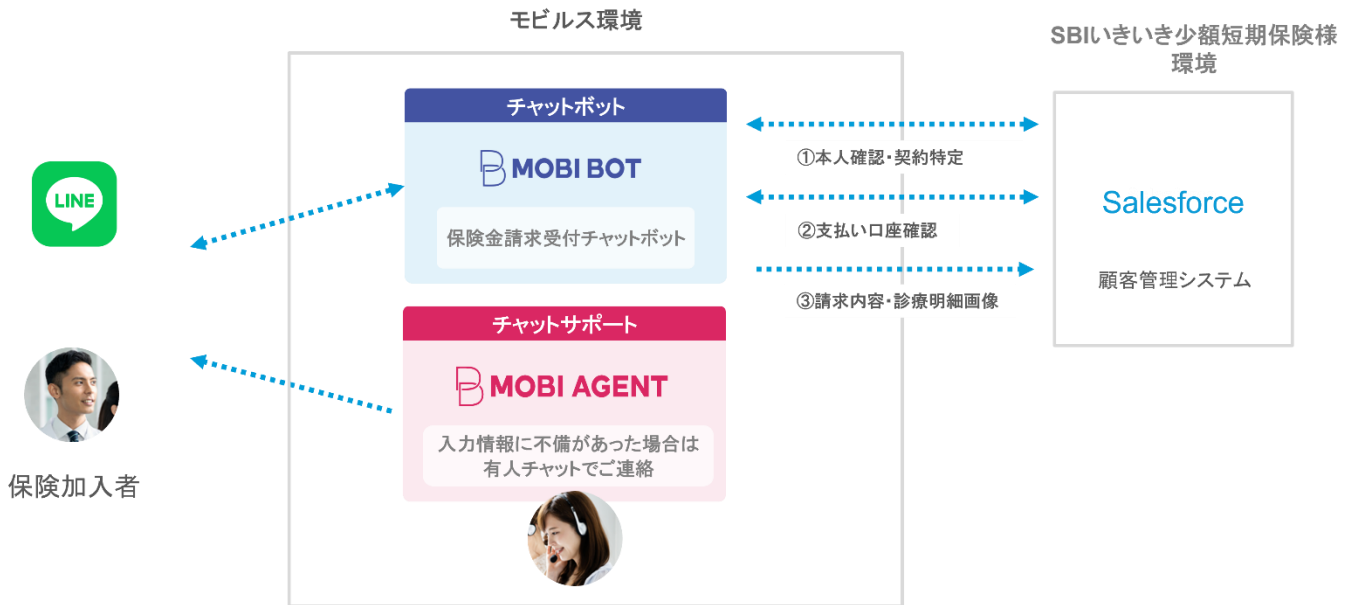 モビルス環境
SBIいきいき少額短期保険様
環境
チャットボット
MOBI BOT
保険金請求受付チャットボット
LINE
保険加入者
チャットサポート
MOBI AGENT
入力情報に不備があった場合は
有人チャットでご連絡
①本人確認・契約特定
②支払い口座確認
③請求内容・診療明細画像
Salesforce
顧客管理システム